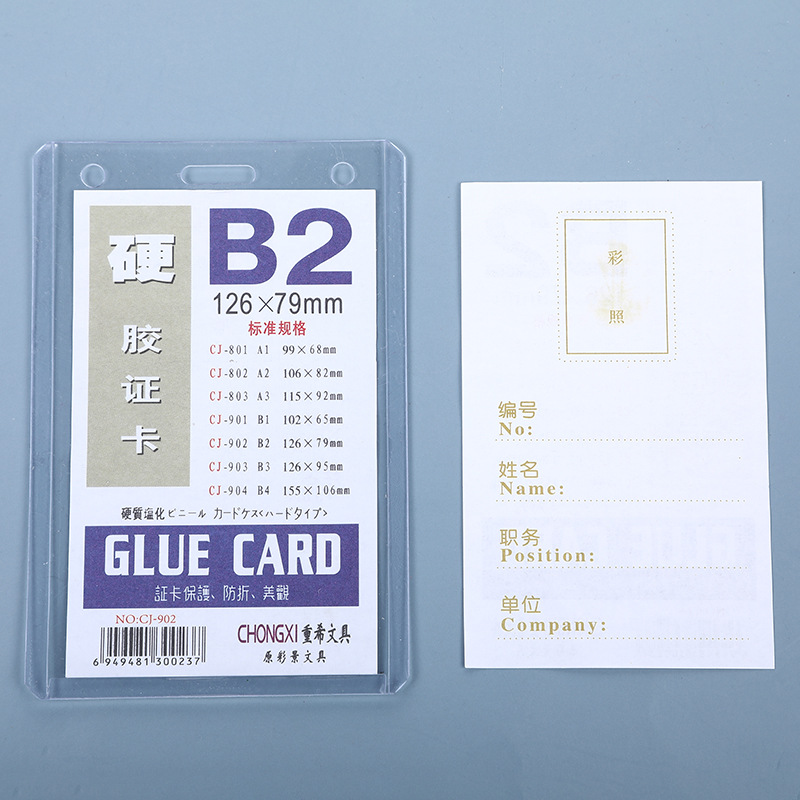 硬
胶
证
卡
B2
126×79mm
标准规格
CJ-801 A1 99×68mm
CJ-802 A2 106×82mm
CJ-803 A3 115×92mm
CJ-901 B1 102×65mm
CJ-902 B2 126×79mm
CJ-903 B3 126×95mm
CJ-904 B4 155×106mm
硬質塩化ビニール カードケス<ハードタイプ>
GLUE CARD
証卡保護、防折、美觀
NO:CJ-902
6 949481 300237
CHONGXI 重希文具
原彩景文具
彩
照
编号
No:
姓名
Name:
职务
Position:
单位
Company: